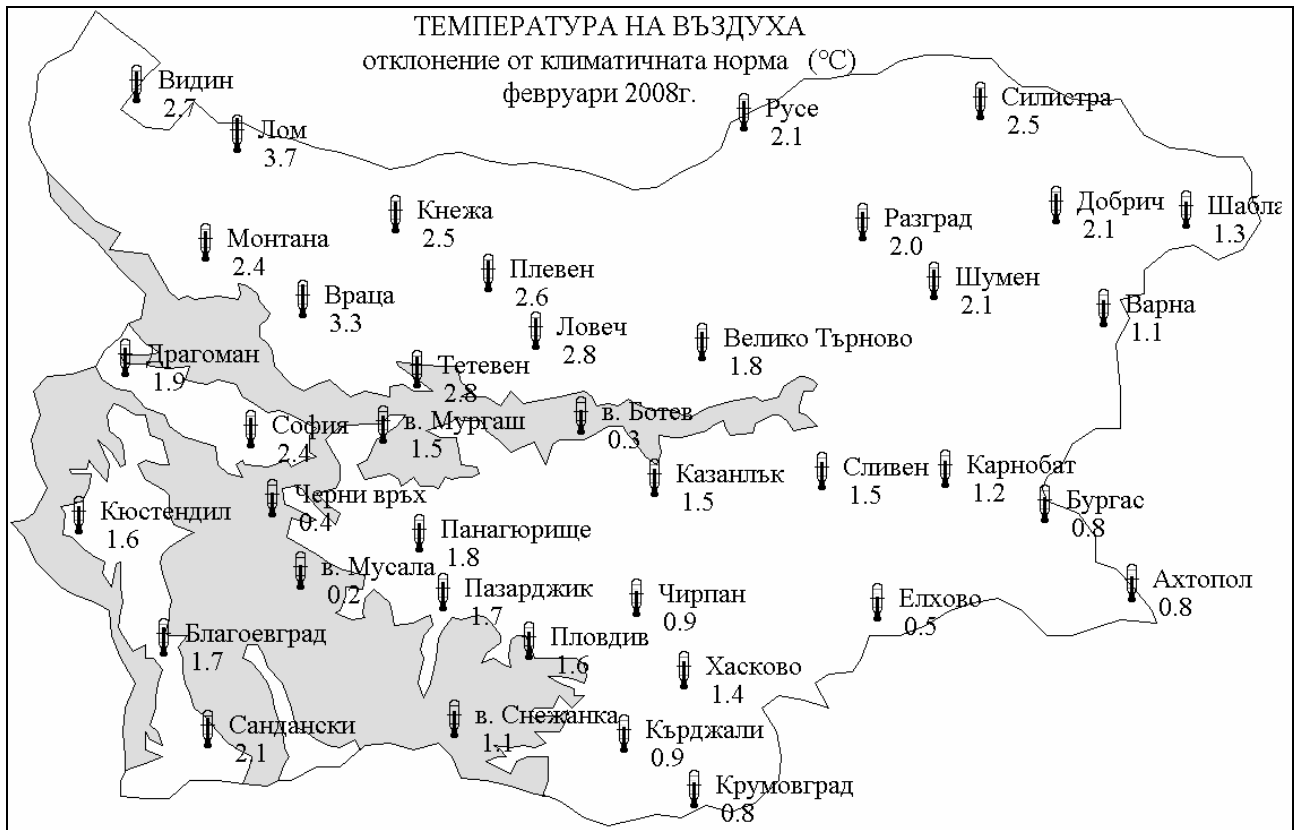 ТЕМПЕРАТУРА НА ВЪЗДУХА
отклонение от климатичната норма (°C)
февруари 2008г.
Видин
2.7
Лом
3.7
Русе
2.1
Силистра
2.5
Кнежа
2.5
Монтана
2.4
Разград
2.0
Добрич
2.1
Шабла
1.3
Враца
3.3
Плевен
2.6
Шумен
2.1
Варна
1.1
Ловеч
2.8
Велико Търново
1.8
Драгоман
1.9
Тетевен
2.8
София
2.4
в. Мургаш
1.5
в. Ботев
0.3
Казанлък
1.5
Сливен
1.5
Карнобат
1.2
Бургас
0.8
Черни връх
0.4
Кюстендил
1.6
Панагюрище
1.8
в. Мусала
0.2
Пазарджик
1.7
Чирпан
0.9
Елхово
0.5
Ахтопол
0.8
Благоевград
1.7
Пловдив
1.6
Хасково
1.4
Сандански
2.1
в. Снежанка
1.1
Кърджали
0.9
Крумовград
0.8